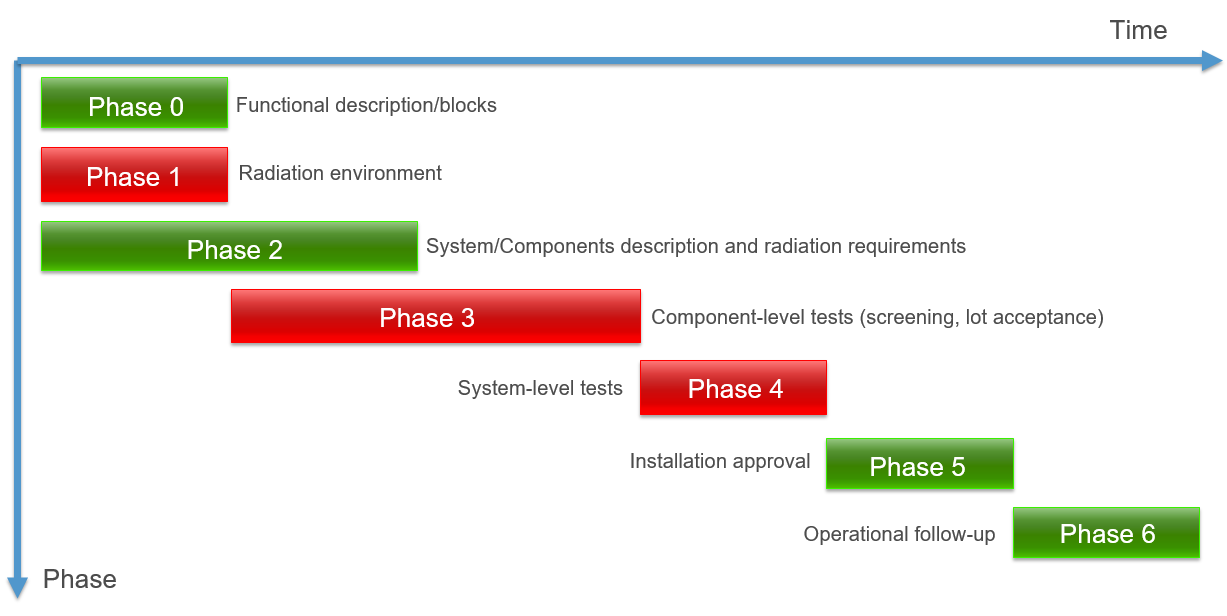 Time
Phase 0 Functional description/blocks
Phase 1 Radiation environment
Phase 2 System/Components description and radiation requirements
Phase 3 Component-level tests (screening, lot acceptance)
System-level tests Phase 4
Installation approval Phase 5
Operational follow-up Phase 6
Phase